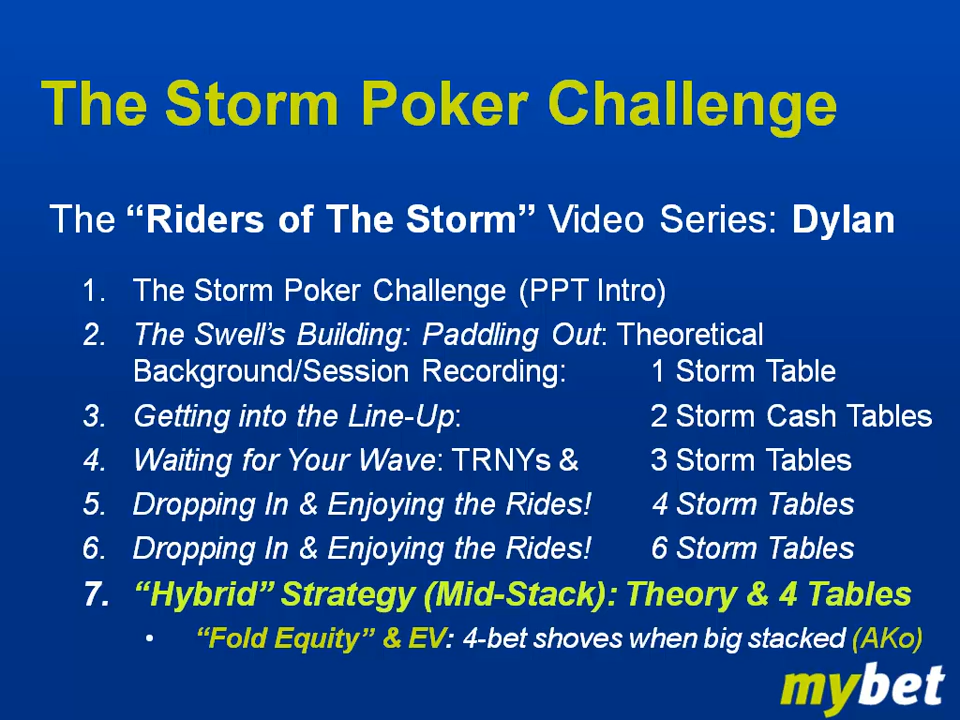 The Storm Poker Challenge
The “Riders of The Storm” Video Series: Dylan
1. The Storm Poker Challenge (PPT Intro)
2. The Swell’s Building: Paddling Out: Theoretical
Background/Session Recording: 1 Storm Table
3. Getting into the Line-Up: 2 Storm Cash Tables
4. Waiting for Your Wave: TRNYs & 3 Storm Tables
5. Dropping In & Enjoying the Rides! 4 Storm Tables
6. Dropping In & Enjoying the Rides! 6 Storm Tables
7. “Hybrid” Strategy (Mid-Stack): Theory & 4 Tables
• “Fold Equity” & EV: 4-bet shoves when big stacked (AKo)
mybet